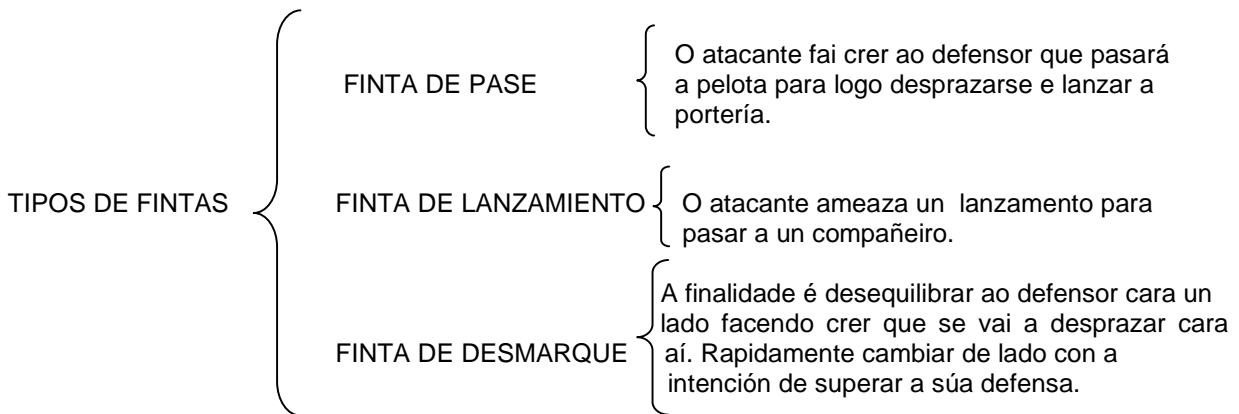 TIPOS DE FINTAS
FINTA DE PASE
O atacante fai crer ao defensor que pasará
a pelota para logo desprazarse e lanzar a
portería.
FINTA DE LANZAMIENTO
O atacante ameaza un lanzamento para
pasar a un compañeiro.
FINTA DE DESMARQUE
A finalidade é desequilibrar ao defensor cara un
lado facendo crer que se vai a desprazar cara
aí. Rapidamente cambiar de lado con a
intención de superar a súa defensa.